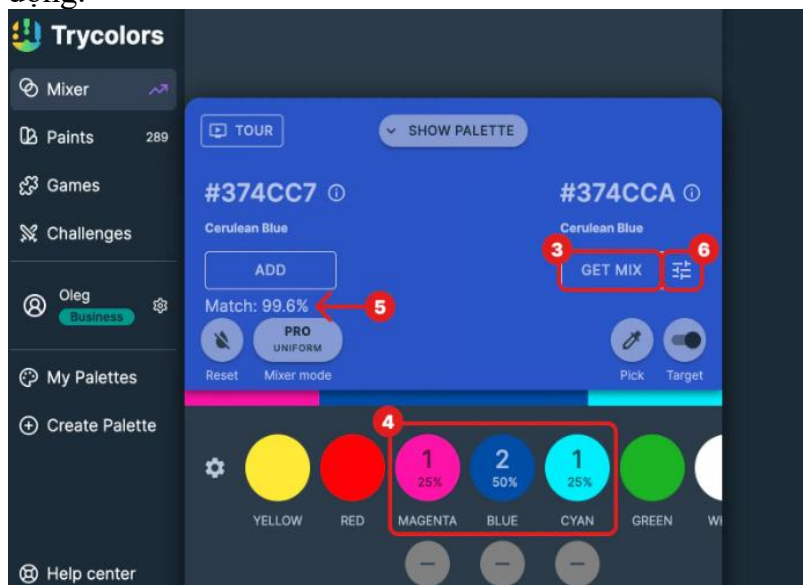 động.
Trycolors
Mixer
Paints 289
Games
Challenges
Oleg
Business
My Palettes
Create Palette
Help center
TOUR
SHOW PALETTE
#374CC7
Cerulean Blue
ADD
Match: 99.6%
5
PRO
UNIFORM
Reset
Mixer mode
#374CCA
Cerulean Blue
3
6
GET MIX
Pick
Target
4
1
25%
2
50%
1
25%
YELLOW
RED
MAGENTA
BLUE
CYAN
GREEN